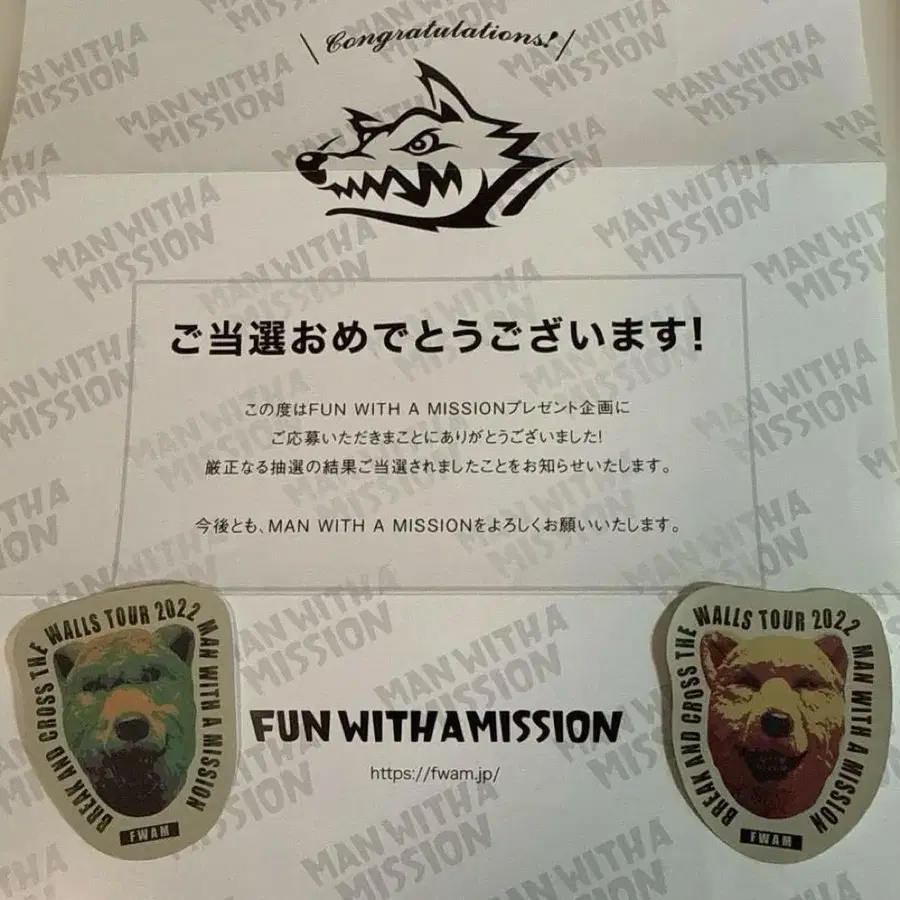 Congratulations!
ご当選おめでとうございます!
この度はFUN WITH A MISSIONプレゼント企画に
ご応募いただきまことにありがとうございました!
厳正なる抽選の結果ご当選されましたことをお知らせいたします。
今後とも、MAN WITH A MISSIONをよろしくお願いいたします。
BREAK AND CROSS THE WALLS TOUR 2022 MAN WITH A MISSION
FWAM
BREAK AND CROSS THE WALLS TOUR 2022 MAN WITH A MISSION
FWAM
FUN WITH A MISSION
https://fwam.jp/
MAN WITH A
MISSION